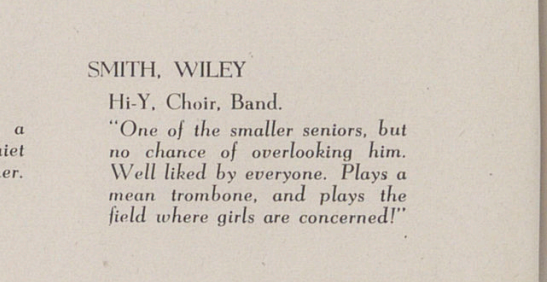 SMITH, WILEY
Hi-Y, Choir, Band.
"One of the smaller seniors, but
no chance of overlooking him.
Well liked by everyone. Plays a
mean trombone, and plays the
field where girls are concerned!"
a